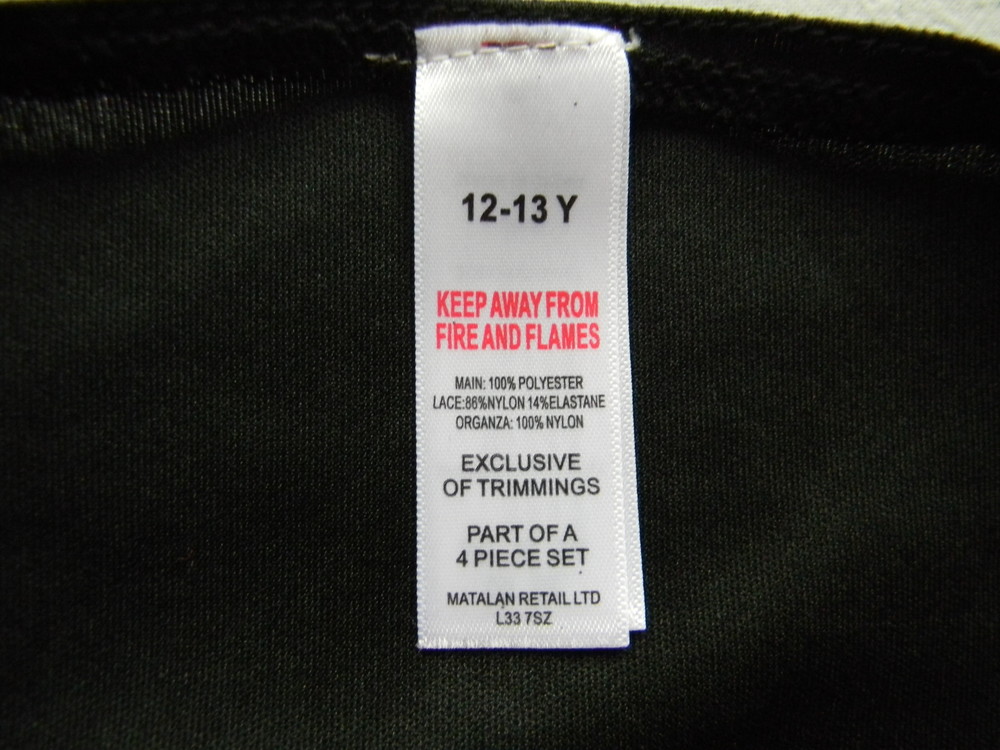 12-13 Y
KEEP AWAY FROM
FIRE AND FLAMES
MAIN: 100% POLYESTER
LACE:86%NYLON 14%ELASTANE
ORGANZA: 100% NYLON
EXCLUSIVE
OF TRIMMINGS
PART OF A
4 PIECE SET
MATALAN RETAIL LTD
L33 7SZ